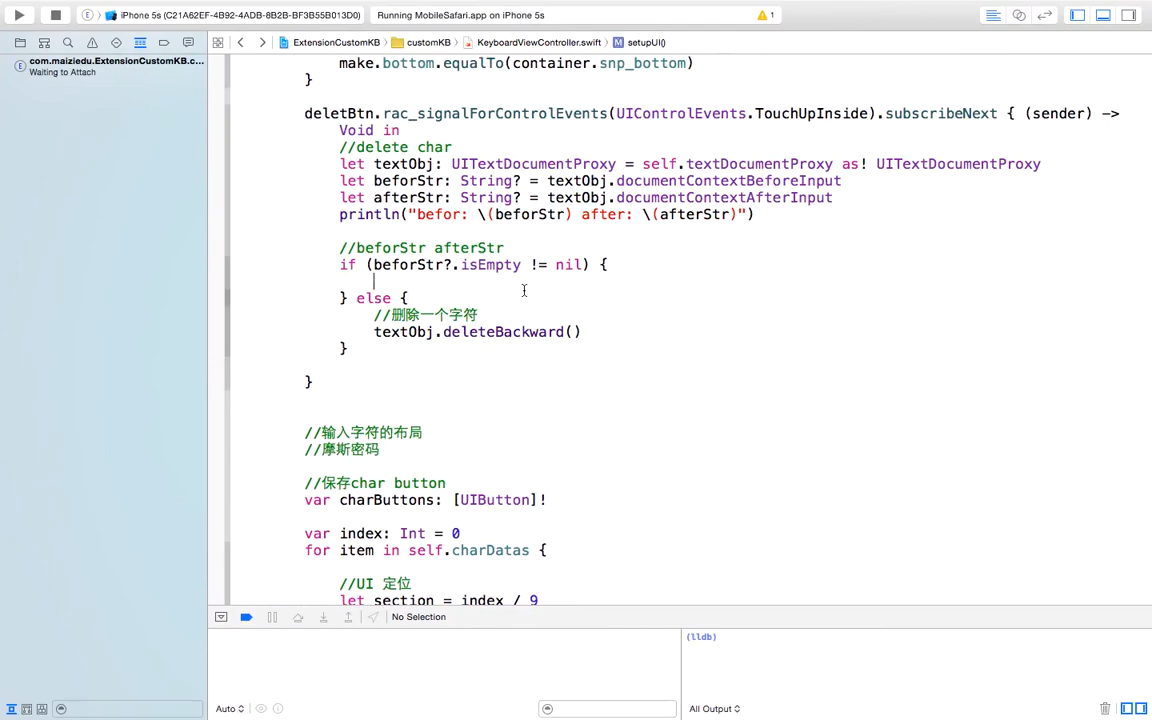 iPhone 5s (C21A62EF-4B92-4ADB-8B2B-BF3B55B013D0)
Running MobileSafari.app on iPhone 5s
1
ExtensionCustomKB
customKB
KeyboardViewController.swift
M setupUI()
E com.maiziedu.ExtensionCustomKB.c...
Waiting to Attach
make.bottom.equalTo(container.snp_bottom)
}
deletBtn.rac_signalForControlEvents(UIControlEvents.TouchUpInside).subscribeNext { (sender) ->
Void in
//delete char
let textObj: UITextDocumentProxy = self.textDocumentProxy as! UITextDocumentProxy
let beforStr: String? = textObj.documentContextBeforeInput
let afterStr: String? = textObj.documentContextAfterInput
println("befor: \(beforStr) after: \(afterStr)")
//beforStr afterStr
if (beforStr?.isEmpty != nil) {
} else {
//删除一个字符
textObj.deleteBackward()
}
}
//输入字符的布局
//摩斯密码
//保存char button
var charButtons: [UIButton]!
var index: Int = 0
for item in self.charDatas {
//UI 定位
let section = index / 9
No Selection
(lldb)
Auto
All Output